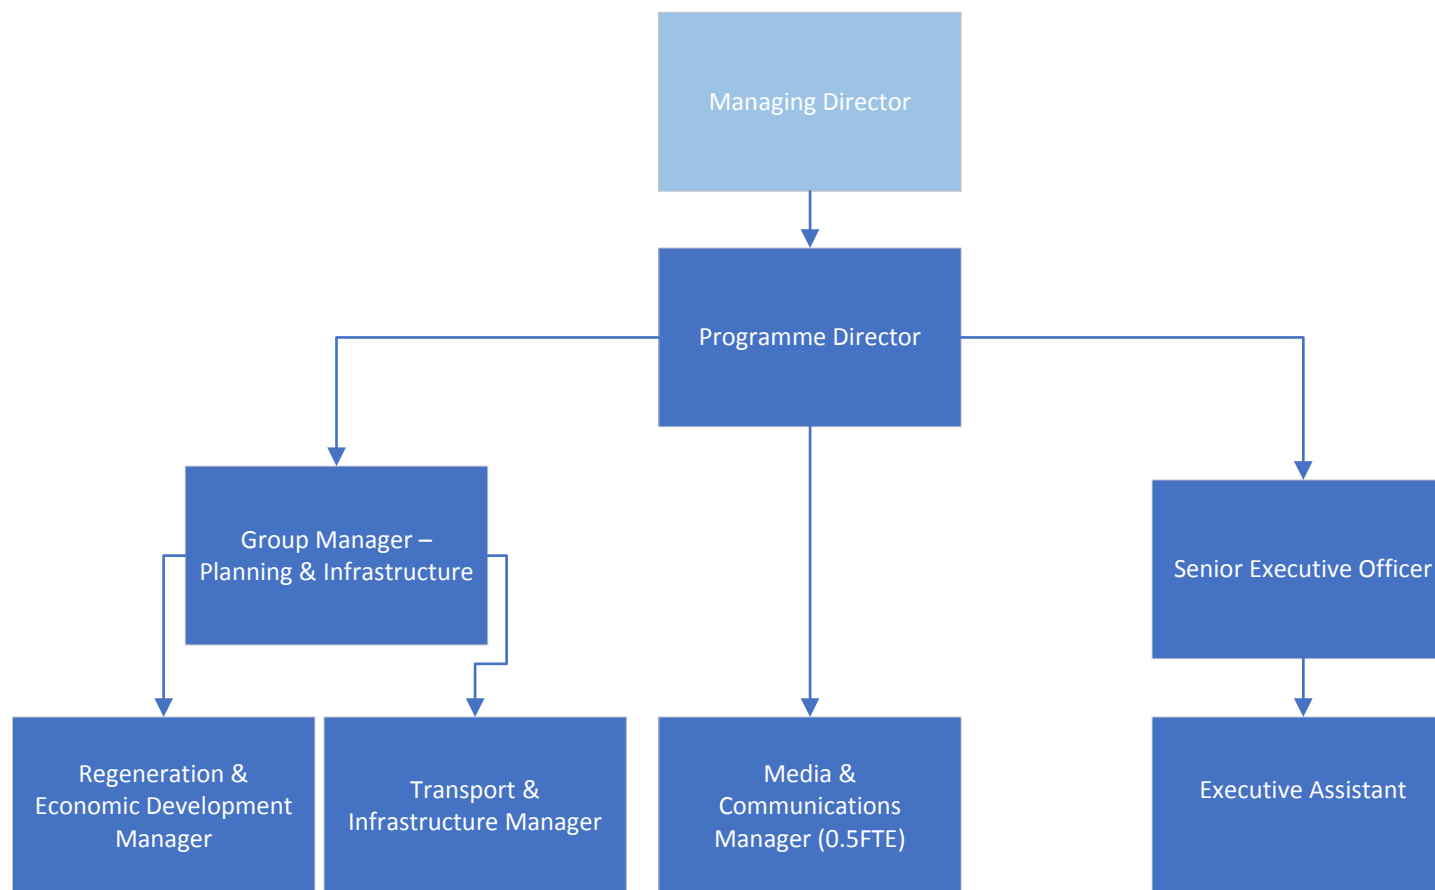 Managing Director
Programme Director
Group Manager –
Planning & Infrastructure
Senior Executive Officer
Regeneration &
Economic Development
Manager
Transport &
Infrastructure Manager
Media &
Communications
Manager (0.5FTE)
Executive Assistant